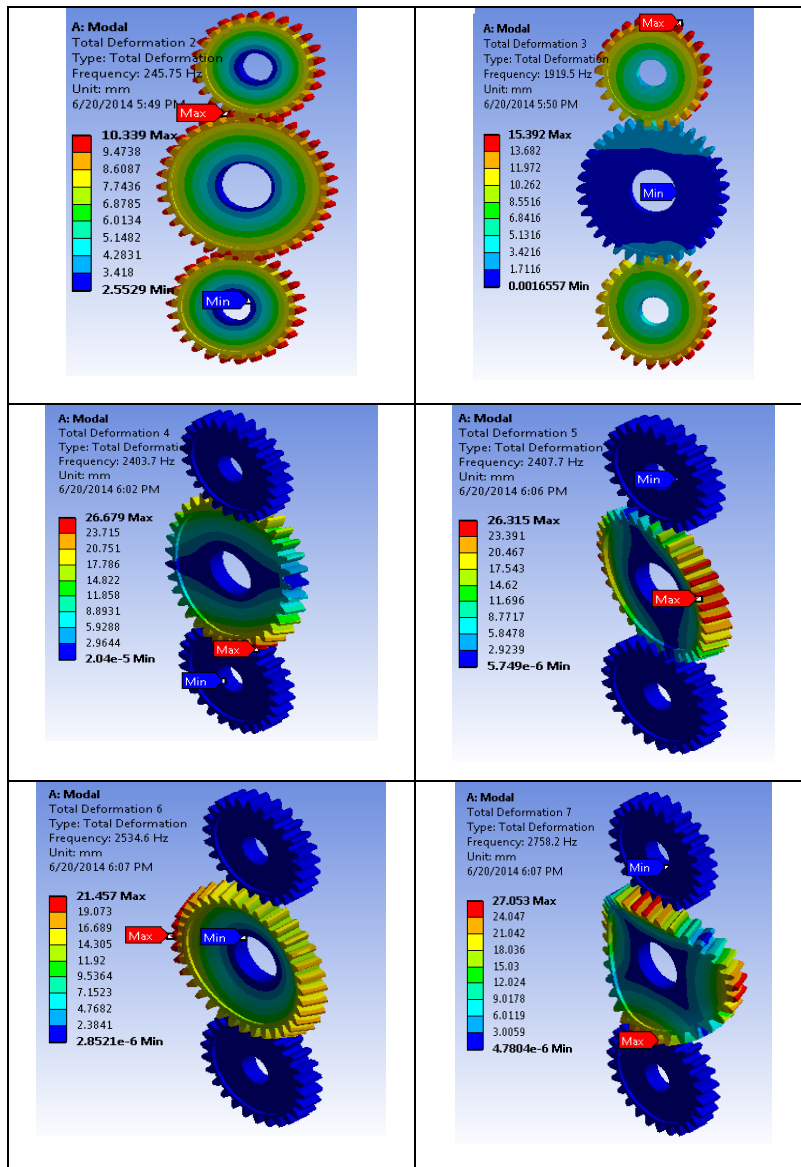 A: Modal
Total Deformation 2
Type: Total Deformation
Frequency: 245.75 Hz
Unit: mm
6/20/2014 5:49 PM
Max
10.339 Max
9.4738
8.6087
7.7436
6.8785
6.0134
5.1482
4.2831
3.418
2.5529 Min
Min
A: Modal
Total Deformation 3
Type: Total Deformation
Frequency: 1919.5 Hz
Unit: mm
6/20/2014 5:50 PM
Max
15.392 Max
13.682
11.972
10.262
8.5516
6.8416
5.1316
3.4216
1.7116
0.0016557 Min
Min
A: Modal
Total Deformation 4
Type: Total Deformation
Frequency: 2403.7 Hz
Unit: mm
6/20/2014 6:02 PM
26.679 Max
23.715
20.751
17.786
14.822
11.858
8.8931
5.9288
2.9644
2.04e-5 Min
Max
Min
A: Modal
Total Deformation 5
Type: Total Deformation
Frequency: 2407.7 Hz
Unit: mm
6/20/2014 6:06 PM
Min
26.315 Max
23.391
20.467
17.543
14.62
11.696
8.7717
5.8478
2.9239
5.749e-6 Min
Max
A: Modal
Total Deformation 6
Type: Total Deformation
Frequency: 2534.6 Hz
Unit: mm
6/20/2014 6:07 PM
21.457 Max
19.073
16.689
14.305
11.92
9.5364
7.1523
4.7682
2.3841
2.8521e-6 Min
Max
Min
A: Modal
Total Deformation 7
Type: Total Deformation
Frequency: 2758.2 Hz
Unit: mm
6/20/2014 6:07 PM
Min
27.053 Max
24.047
21.042
18.036
15.03
12.024
9.0178
6.0119
3.0059
4.7804e-6 Min
Max